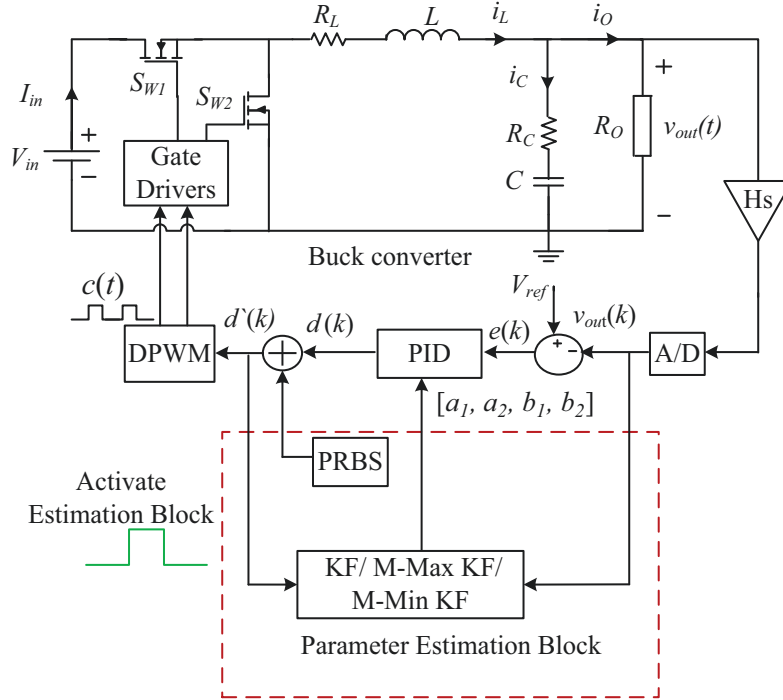 R_L
L
i_L
i_O
S_W1
S_W2
i_C
+
I_in
R_C
R_O
v_out(t)
+
V_in
−
Gate
Drivers
C
Hs
−
Buck converter
c(t)
V_ref
d`(k)
d(k)
e(k)
v_out(k)
+
-
DPWM
PID
A/D
[a_1, a_2, b_1, b_2]
PRBS
Activate
Estimation Block
KF/ M-Max KF/
M-Min KF
Parameter Estimation Block